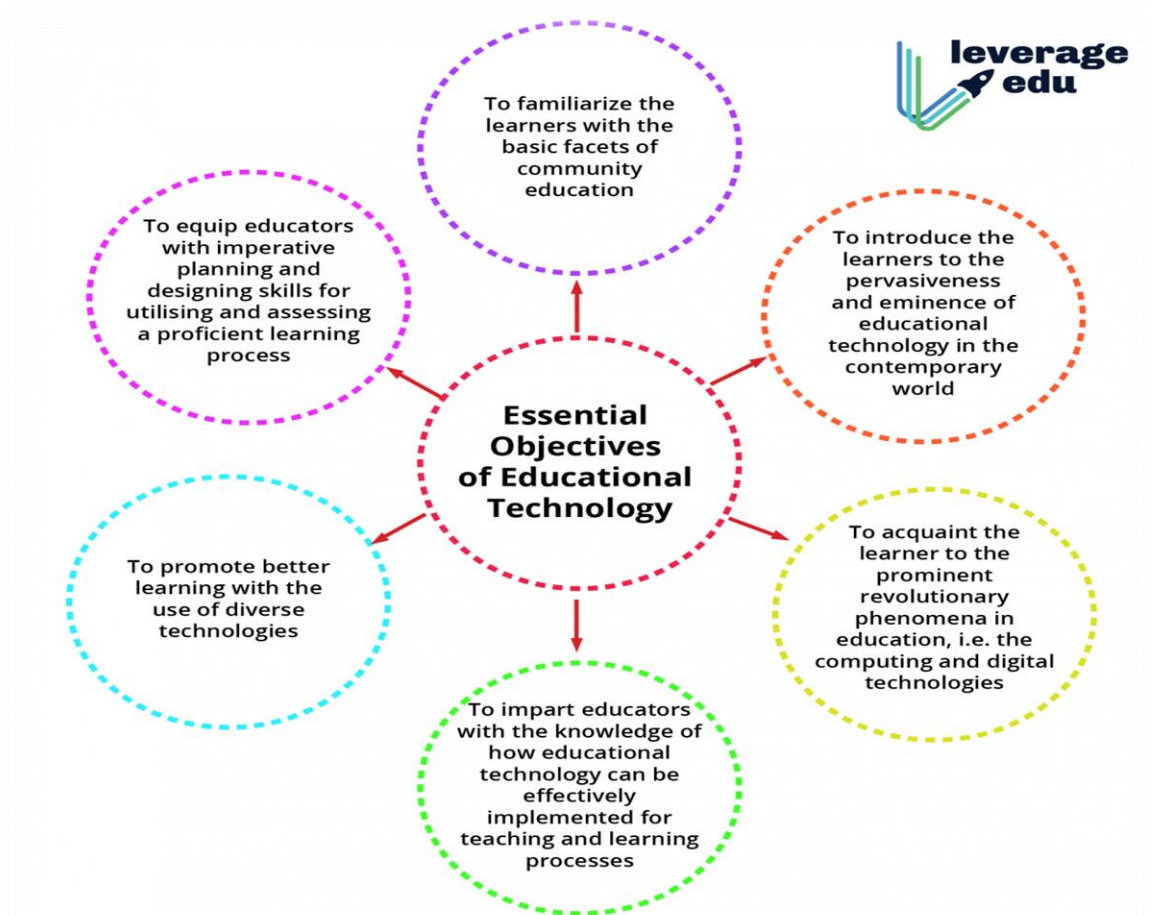 leverage
edu
To familiarize the
learners with the
basic facets of
community
education
To equip educators
with imperative
planning and
designing skills for
utilising and assessing
a proficient learning
process
To introduce the
learners to the
pervasiveness
and eminence of
educational
technology in the
contemporary
world
Essential
Objectives
of Educational
Technology
To promote better
learning with the
use of diverse
technologies
To acquaint the
learner to the
prominent
revolutionary
phenomena in
education, i.e. the
computing and digital
technologies
To impart educators
with the knowledge of
how educational
technology can be
effectively
implemented for
teaching and learning
processes